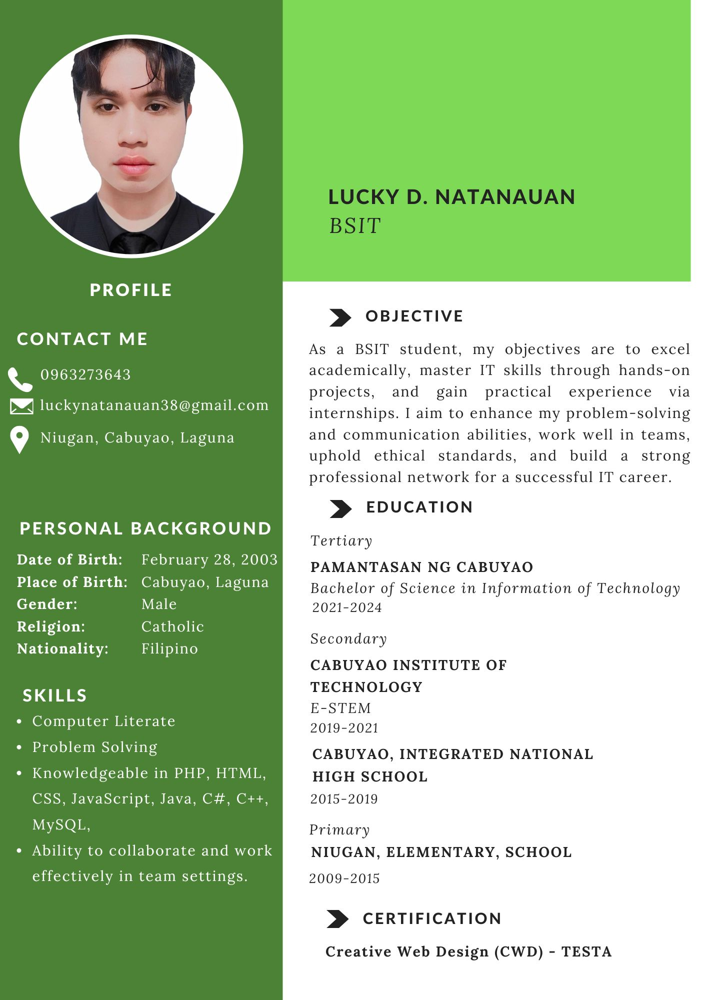 LUCKY D. NATANAUAN
BSIT
PROFILE
CONTACT ME
0963273643
luckynatanauan38@gmail.com
Niugan, Cabuyao, Laguna
PERSONAL BACKGROUND
Date of Birth: February 28, 2003
Place of Birth: Cabuyao, Laguna
Gender: Male
Religion: Catholic
Nationality: Filipino
SKILLS
• Computer Literate
• Problem Solving
• Knowledgeable in PHP, HTML,
CSS, JavaScript, Java, C#, C++,
MySQL,
• Ability to collaborate and work
effectively in team settings.
OBJECTIVE
As a BSIT student, my objectives are to excel
academically, master IT skills through hands-on
projects, and gain practical experience via
internships. I aim to enhance my problem-solving
and communication abilities, work well in teams,
uphold ethical standards, and build a strong
professional network for a successful IT career.
EDUCATION
Tertiary
PAMANTASAN NG CABUYAO
Bachelor of Science in Information of Technology
2021-2024
Secondary
CABUYAO INSTITUTE OF
TECHNOLOGY
E-STEM
2019-2021
CABUYAO, INTEGRATED NATIONAL
HIGH SCHOOL
2015-2019
Primary
NIUGAN, ELEMENTARY, SCHOOL
2009-2015
CERTIFICATION
Creative Web Design (CWD) - TESTA